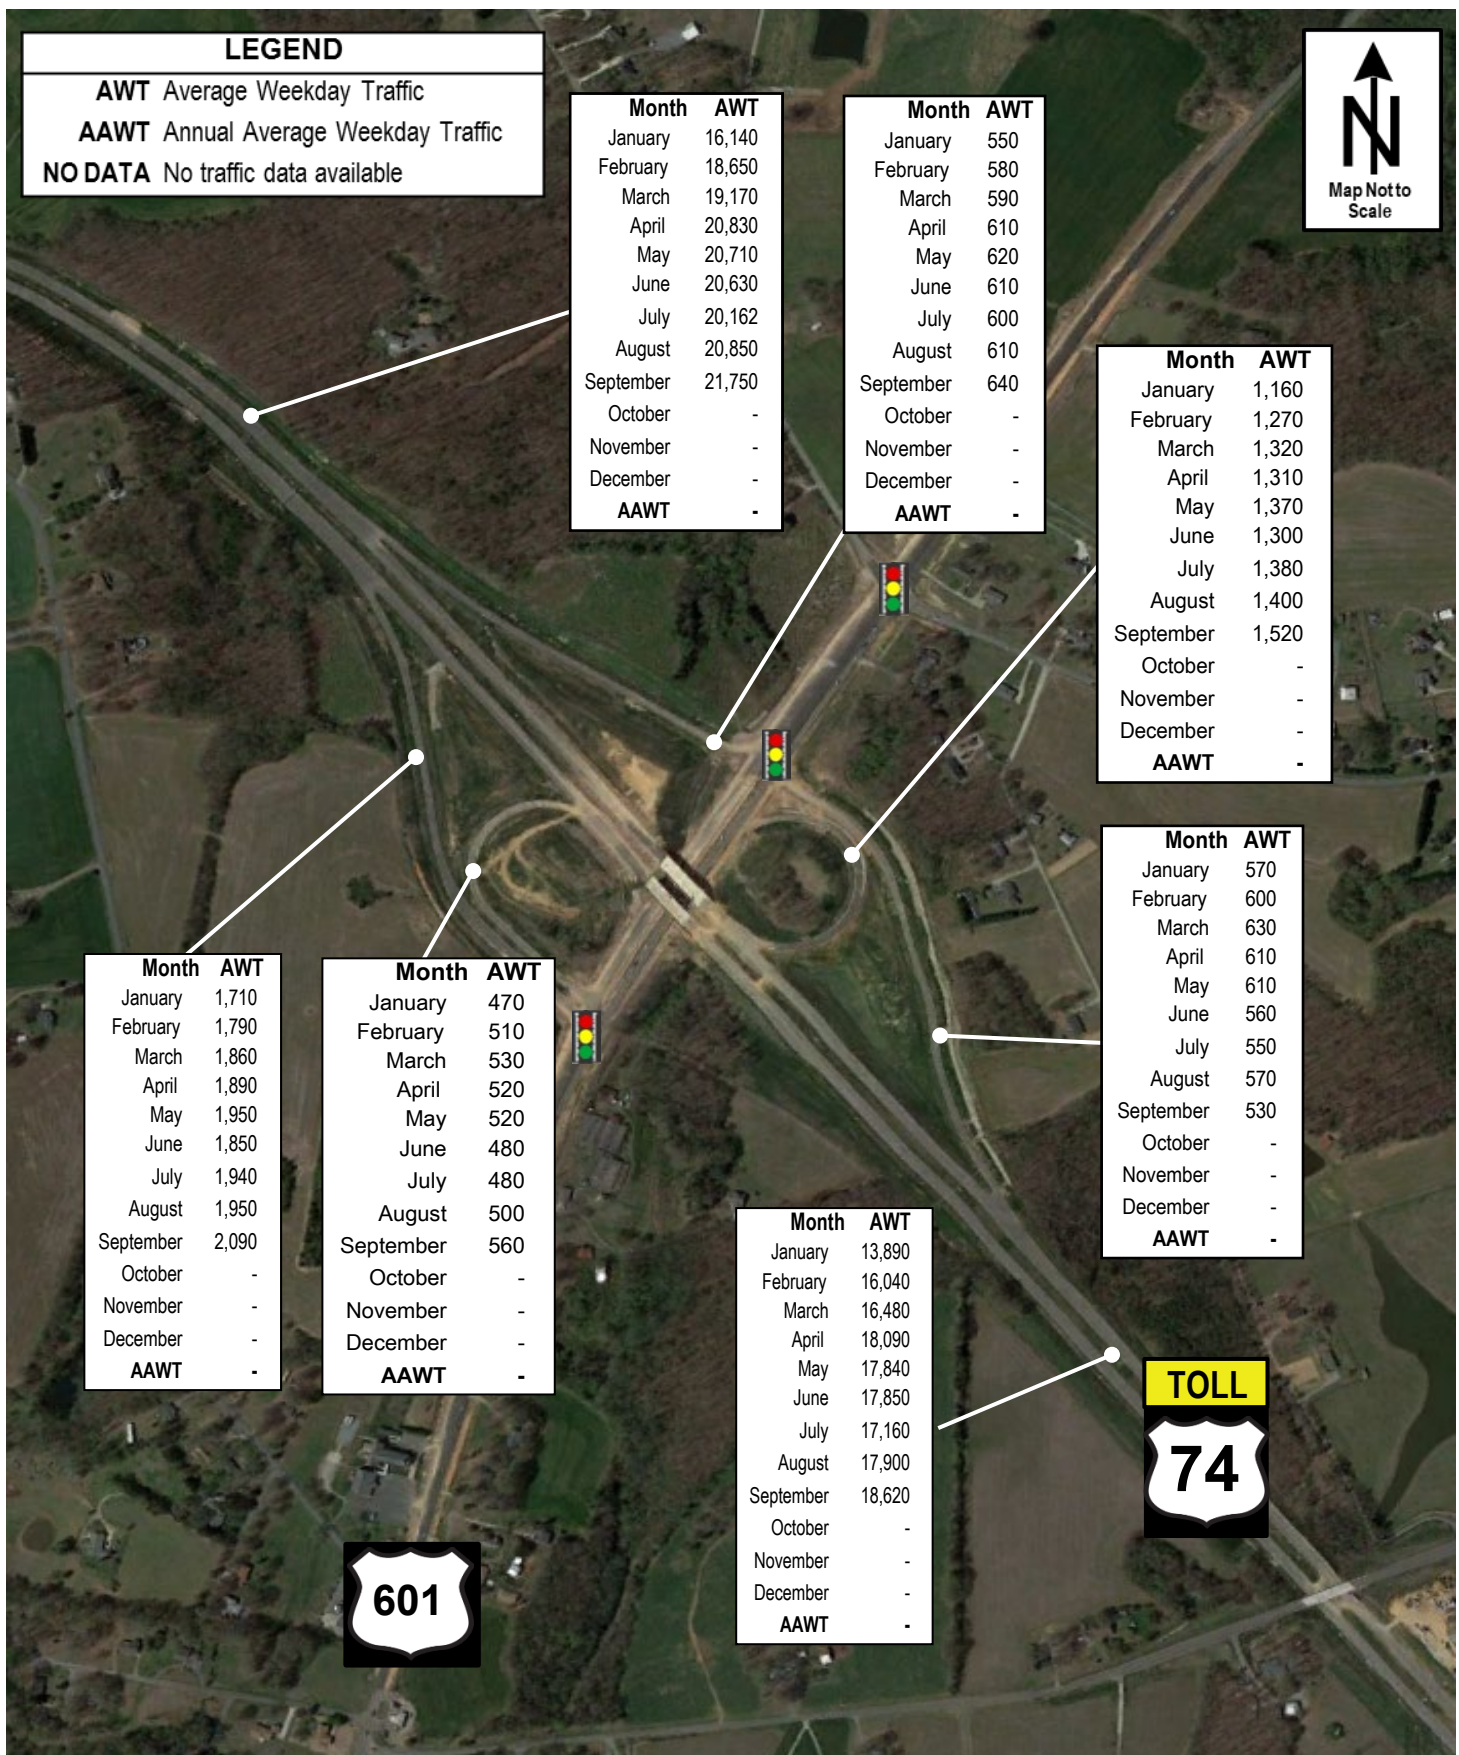 LEGEND
AWT Average Weekday Traffic
AAWT Annual Average Weekday Traffic
NO DATA No traffic data available
Month AWT
January 16,140
February 18,650
March 19,170
April 20,830
May 20,710
June 20,630
July 20,162
August 20,850
September 21,750
October -
November -
December -
AAWT -
Month AWT
January 550
February 580
March 590
April 610
May 620
June 610
July 600
August 610
September 640
October -
November -
December -
AAWT -
N
Map Not to
Scale
Month AWT
January 1,160
February 1,270
March 1,320
April 1,310
May 1,370
June 1,300
July 1,380
August 1,400
September 1,520
October -
November -
December -
AAWT -
Month AWT
January 570
February 600
March 630
April 610
May 610
June 560
July 550
August 570
September 530
October -
November -
December -
AAWT -
Month AWT
January 1,710
February 1,790
March 1,860
April 1,890
May 1,950
June 1,850
July 1,940
August 1,950
September 2,090
October -
November -
December -
AAWT -
Month AWT
January 470
February 510
March 530
April 520
May 520
June 480
July 480
August 500
September 560
October -
November -
December -
AAWT -
Month AWT
January 13,890
February 16,040
March 16,480
April 18,090
May 17,840
June 17,850
July 17,160
August 17,900
September 18,620
October -
November -
December -
AAWT -
TOLL
74
601